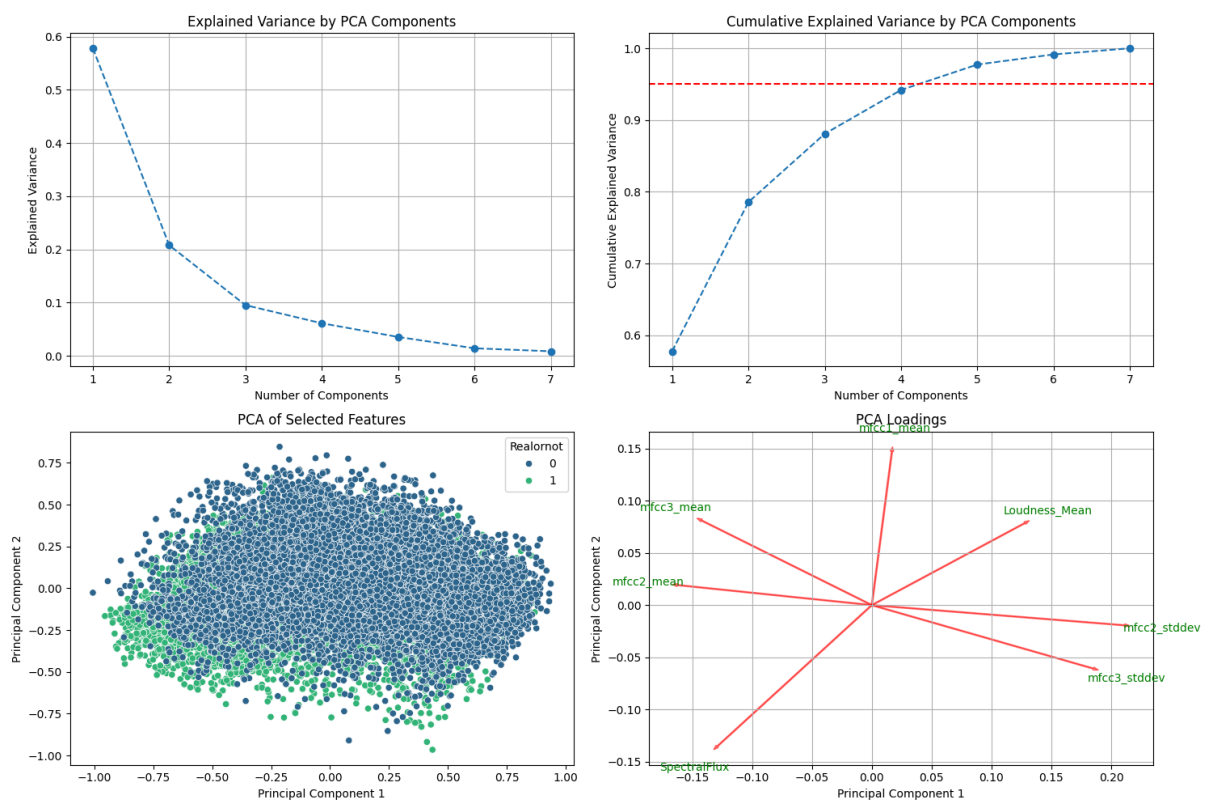 Explained Variance by PCA Components
0.6
0.5
0.4
0.3
0.2
0.1
0.0
Explained Variance
1 2 3 4 5 6 7
Number of Components
Cumulative Explained Variance by PCA Components
1.0
0.9
0.8
0.7
0.6
Cumulative Explained Variance
1 2 3 4 5 6 7
Number of Components
PCA of Selected Features
Realornot
0
1
0.75
0.50
0.25
0.00
−0.25
−0.50
−0.75
−1.00
Principal Component 2
−1.00 −0.75 −0.50 −0.25 0.00 0.25 0.50 0.75 1.00
Principal Component 1
PCA Loadings
mfcc1_mean
mfcc3_mean
Loudness_Mean
mfcc2_mean
mfcc2_stddev
mfcc3_stddev
SpectralFlux
0.15
0.10
0.05
0.00
−0.05
−0.10
−0.15
Principal Component 2
−0.15 −0.10 −0.05 0.00 0.05 0.10 0.15 0.20
Principal Component 1